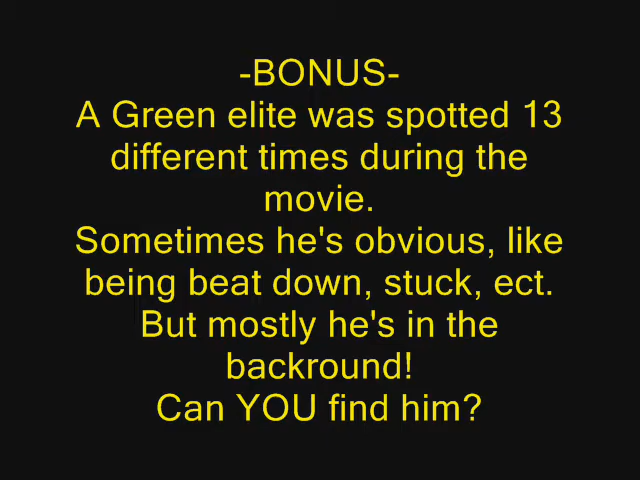 -BONUS-
A Green elite was spotted 13
different times during the
movie.
Sometimes he's obvious, like
being beat down, stuck, ect.
But mostly he's in the
backround!
Can YOU find him?